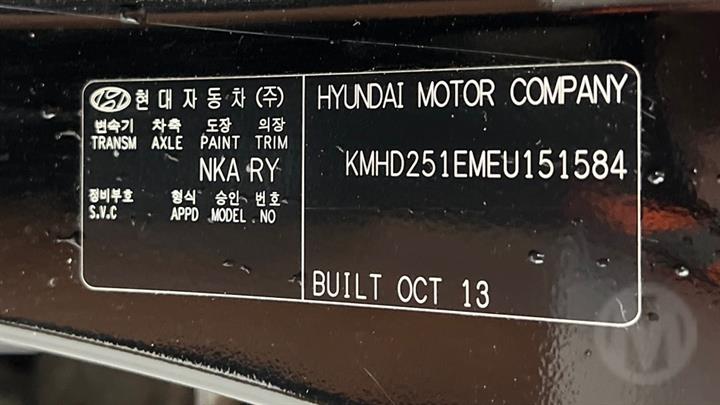 현대자동차 (주)
변속기 차축 도장 의장
TRANSM AXLE PAINT TRIM
NKA RY
정비부호 형식 승인 번호
S.V.C APPD MODEL NO
HYUNDAI MOTOR COMPANY
KMHD251EMEU151584
BUILT OCT 13
M